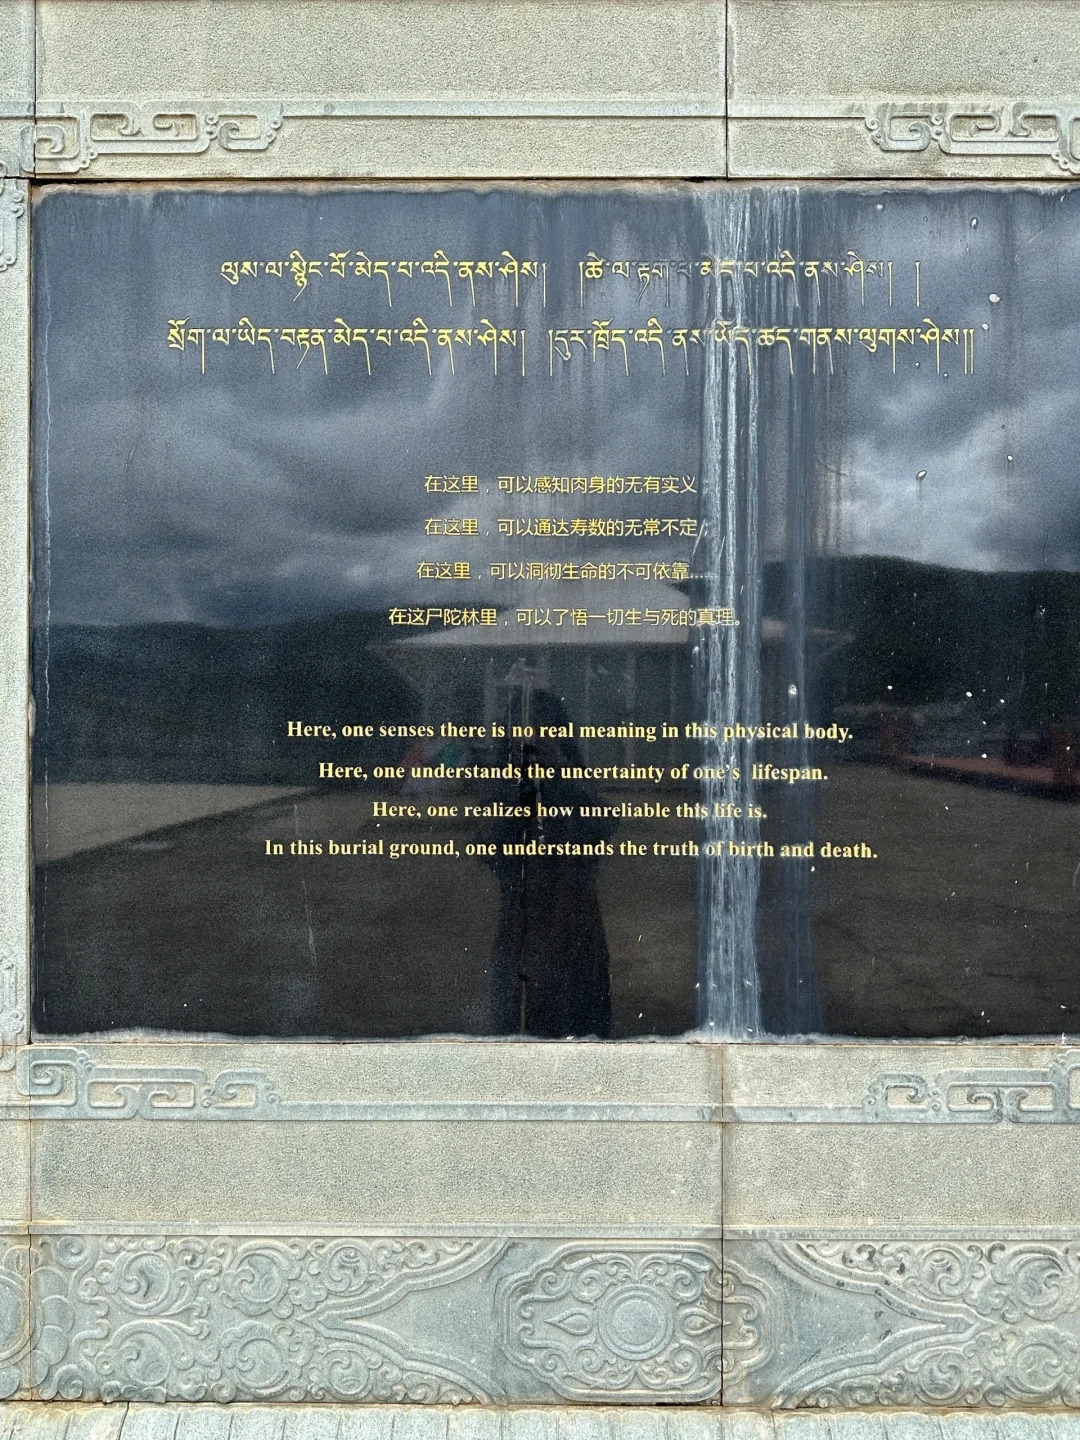 ལུས་ལ་སྙིང་པོ་མེད་པ་འདི་ནས་ཤེས། །ཚེ་ལ་རྟག་པ་མེད་པ་འདི་ནས་ཤེས། །
སྲོག་ལ་ཡིད་བརྟན་མེད་པ་འདི་ནས་ཤེས། །དུར་ཁྲོད་འདི་ནས་ཡོད་ཚད་གནས་ལུགས་ཤེས།།
在这里，可以感知肉身的无有实义；
在这里，可以通达寿数的无常不定；
在这里，可以洞彻生命的不可依靠……
在这尸陀林里，可以了悟一切生与死的真理。
Here, one senses there is no real meaning in this physical body.
Here, one understands the uncertainty of one's lifespan.
Here, one realizes how unreliable this life is.
In this burial ground, one understands the truth of birth and death.